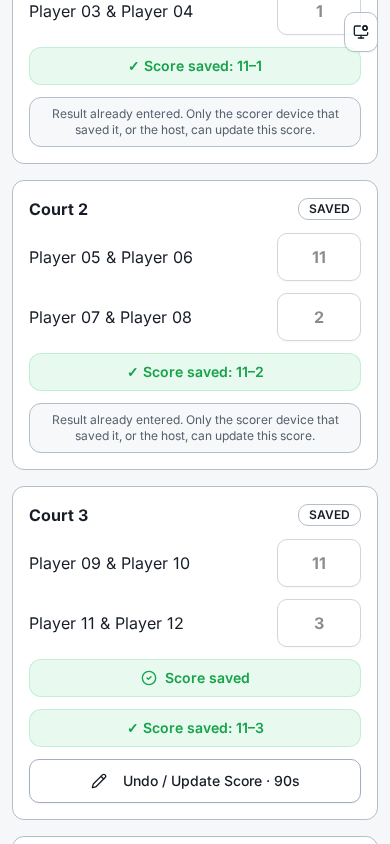 Player 03 & Player 04
1
✓ Score saved: 11–1
Result already entered. Only the scorer device that
saved it, or the host, can update this score.
Court 2
SAVED
Player 05 & Player 06
11
Player 07 & Player 08
2
✓ Score saved: 11–2
Result already entered. Only the scorer device that
saved it, or the host, can update this score.
Court 3
SAVED
Player 09 & Player 10
11
Player 11 & Player 12
3
Score saved
✓ Score saved: 11–3
Undo / Update Score · 90s